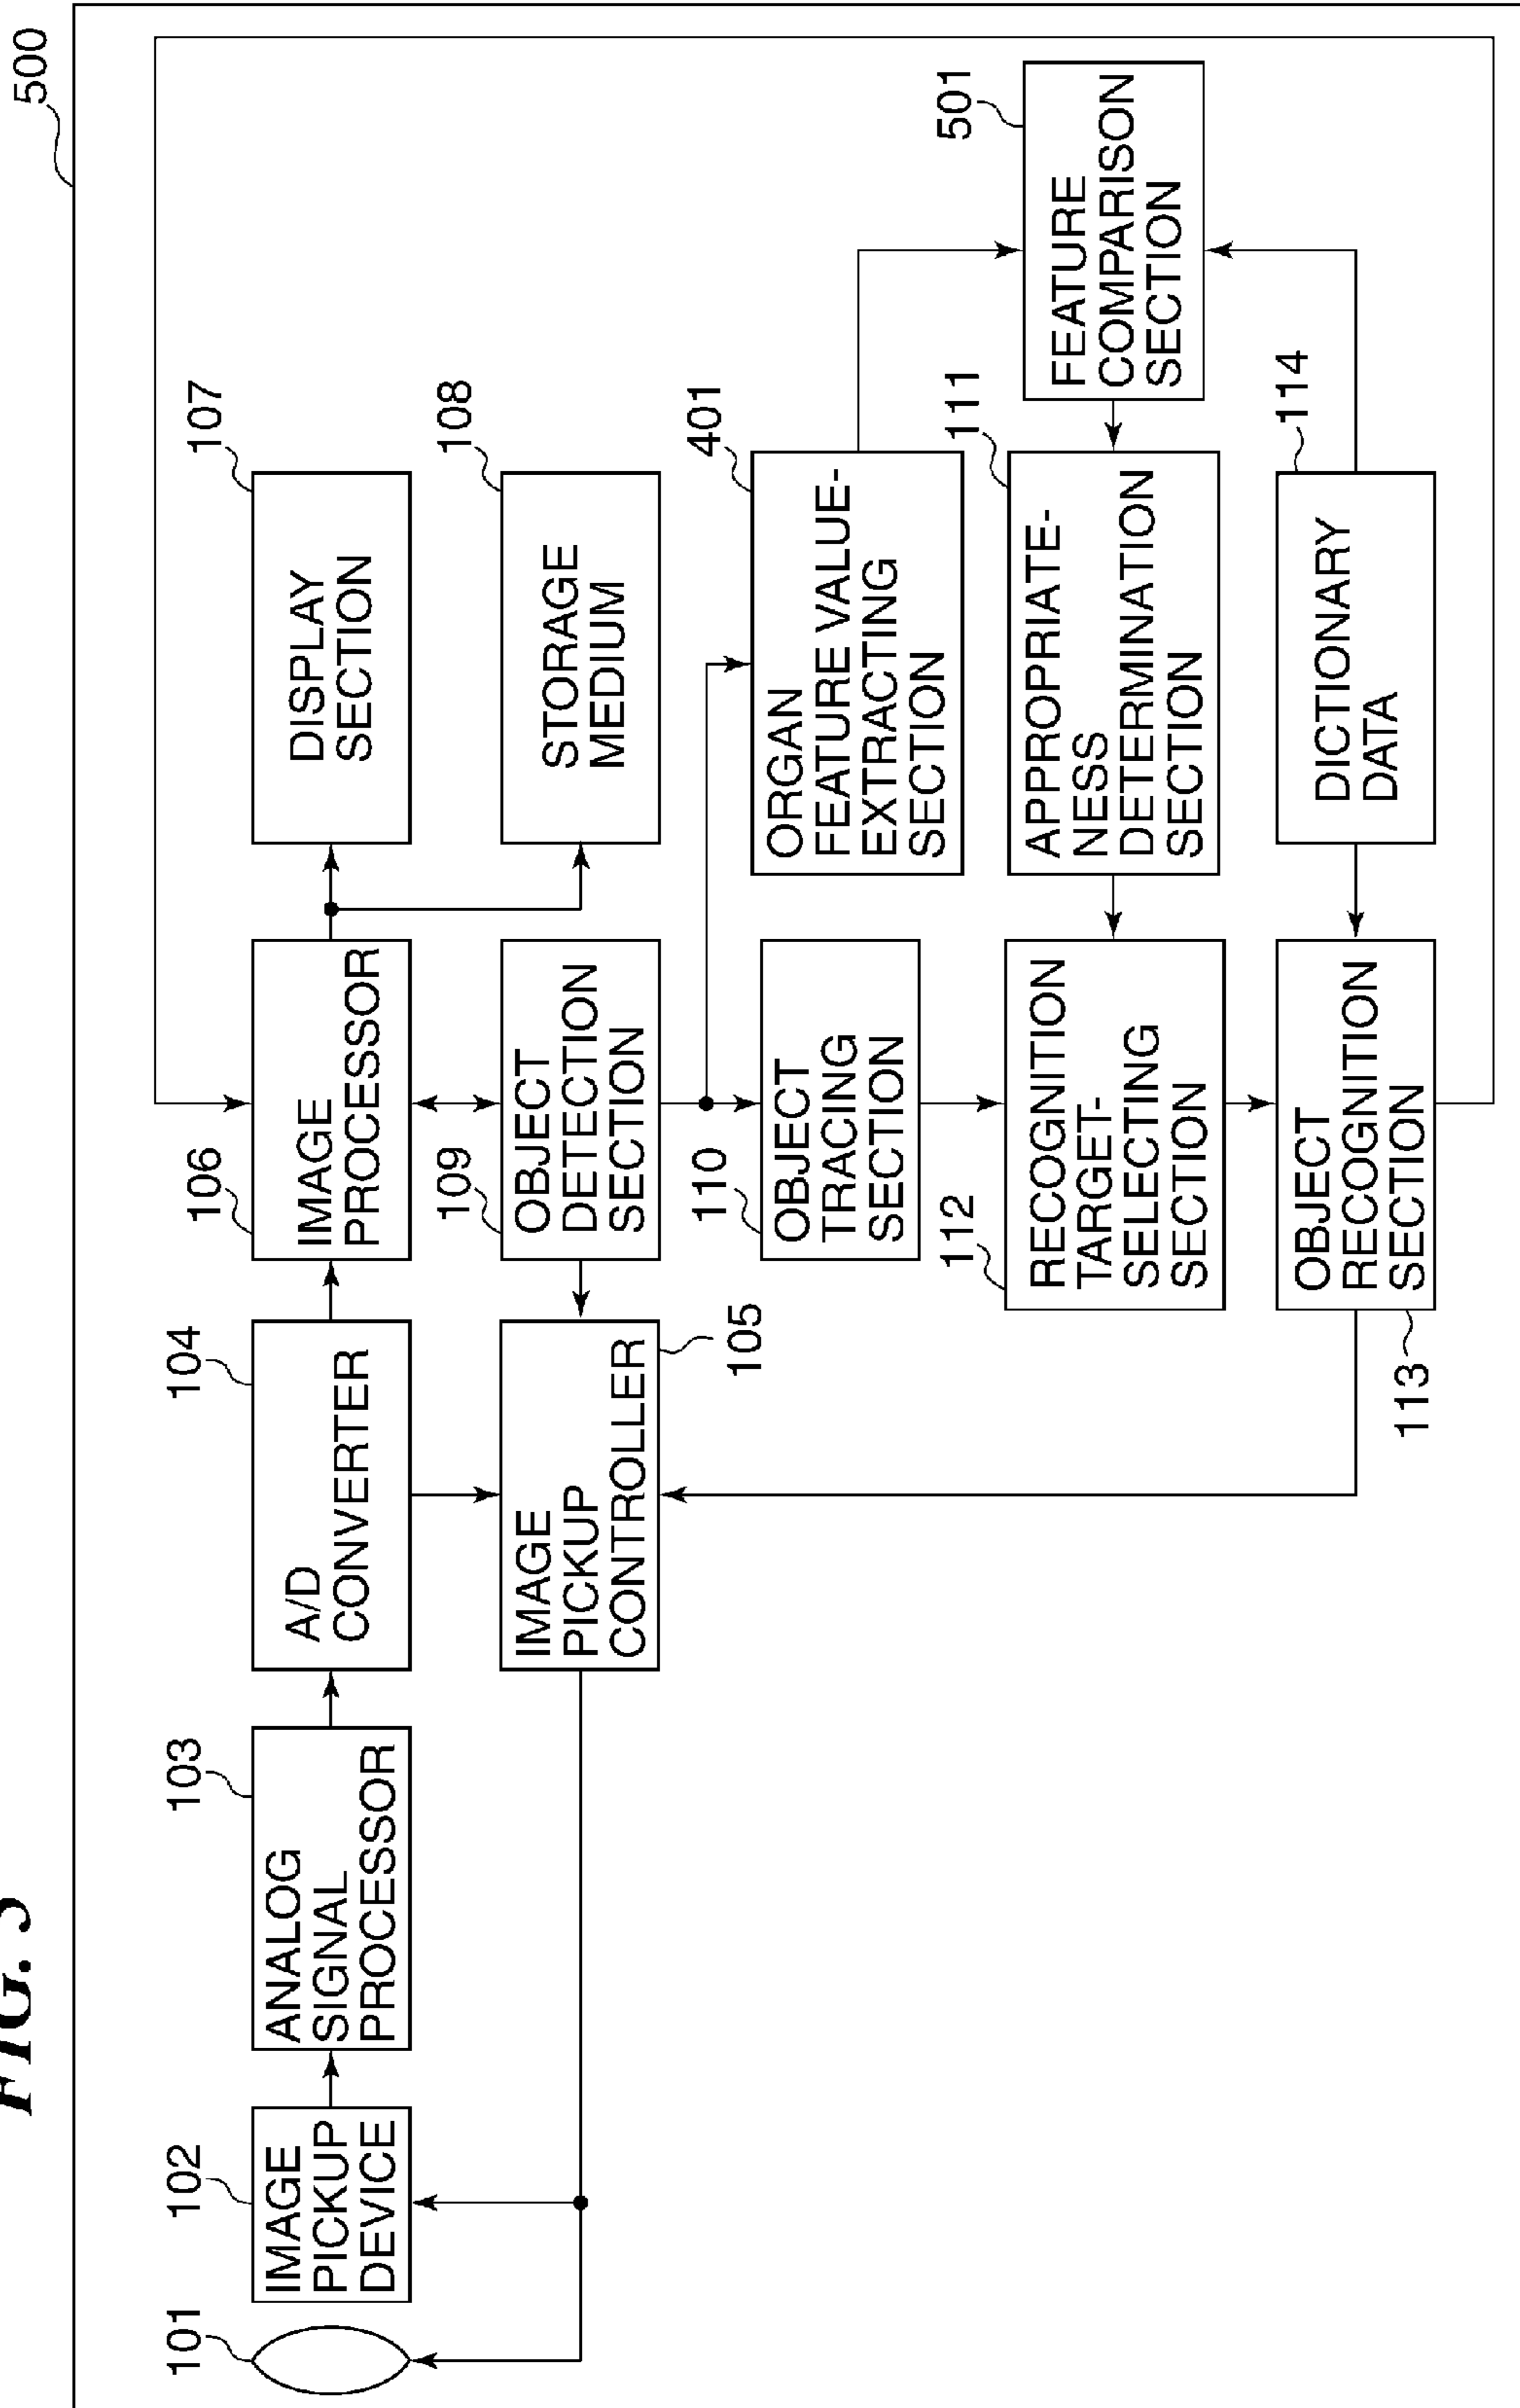 FIG. 5
500
101
102
IMAGE
PICKUP
DEVICE
103
ANALOG
SIGNAL
PROCESSOR
104
A/D
CONVERTER
106
IMAGE
PROCESSOR
107
DISPLAY
SECTION
105
IMAGE
PICKUP
CONTROLLER
109
OBJECT
DETECTION
SECTION
108
STORAGE
MEDIUM
110
OBJECT
TRACING
SECTION
401
ORGAN
FEATURE VALUE-
EXTRACTING
SECTION
112
RECOGNITION
TARGET-
SELECTING
SECTION
111
APPROPRIATE-
NESS
DETERMINATION
SECTION
501
FEATURE
COMPARISON
SECTION
113
OBJECT
RECOGNITION
SECTION
114
DICTIONARY
DATA